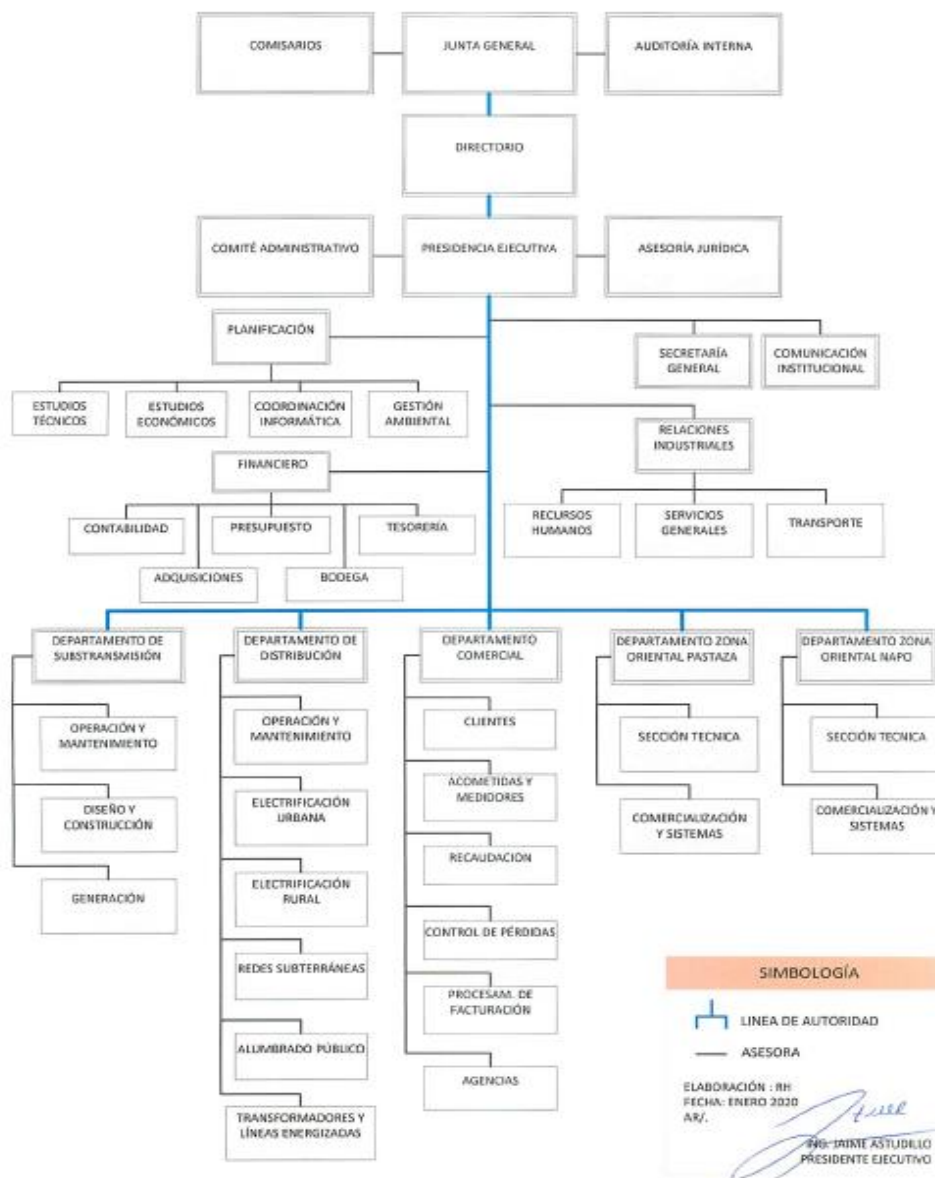 COMISARIOS
JUNTA GENERAL
AUDITORÍA INTERNA
DIRECTORIO
COMITÉ ADMINISTRATIVO
PRESIDENCIA EJECUTIVA
ASESORÍA JURÍDICA
PLANIFICACIÓN
SECRETARÍA
GENERAL
COMUNICACIÓN
INSTITUCIONAL
ESTUDIOS
TÉCNICOS
ESTUDIOS
ECONÓMICOS
COORDINACIÓN
INFORMÁTICA
GESTIÓN
AMBIENTAL
RELACIONES
INDUSTRIALES
FINANCIERO
CONTABILIDAD
PRESUPUESTO
TESORERÍA
ADQUISICIONES
BODEGA
RECURSOS
HUMANOS
SERVICIOS
GENERALES
TRANSPORTE
DEPARTAMENTO DE
SUBSTRANSMISIÓN
OPERACIÓN Y
MANTENIMIENTO
DISEÑO Y
CONSTRUCCIÓN
GENERACIÓN
DEPARTAMENTO DE
DISTRIBUCIÓN
OPERACIÓN Y
MANTENIMIENTO
ELECTRIFICACIÓN
URBANA
ELECTRIFICACIÓN
RURAL
REDES SUBTERRÁNEAS
ALUMBRADO PÚBLICO
TRANSFORMADORES Y
LÍNEAS ENERGIZADAS
DEPARTAMENTO
COMERCIAL
CLIENTES
ACOMETIDAS Y
MEDIDORES
RECAUDACION
CONTROL DE PÉRDIDAS
PROCESAM. DE
FACTURACIÓN
AGENCIAS
DEPARTAMENTO ZONA
ORIENTAL PASTAZA
SECCIÓN TECNICA
COMERCIALIZACIÓN
Y SISTEMAS
DEPARTAMENTO ZONA
ORIENTAL NAPO
SECCIÓN TECNICA
COMERCIALIZACIÓN Y
SISTEMAS
SIMBOLOGÍA
LINEA DE AUTORIDAD
ASESORA
ELABORACIÓN : RH
FECHA: ENERO 2020
AR/.
ING. JAIME ASTUDILLO
PRESIDENTE EJECUTIVO